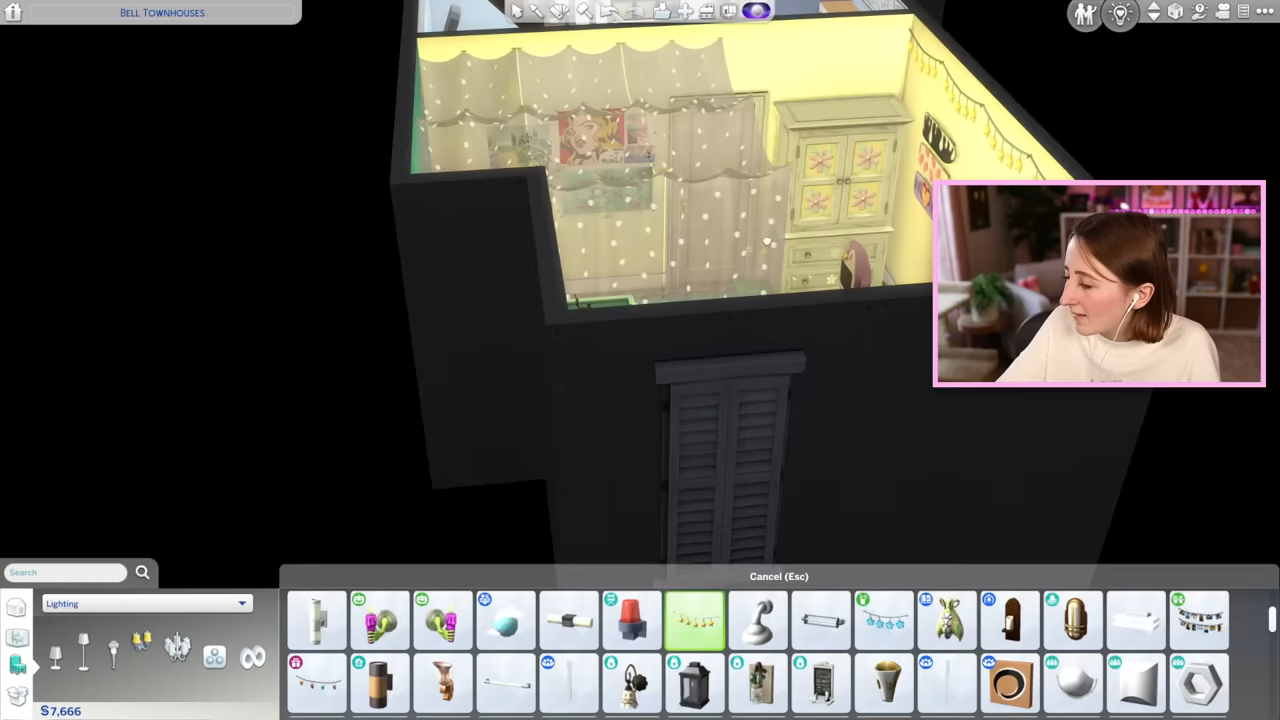 BELL TOWNHOUSES
Cancel (Esc)
Search
Lighting
$7,666